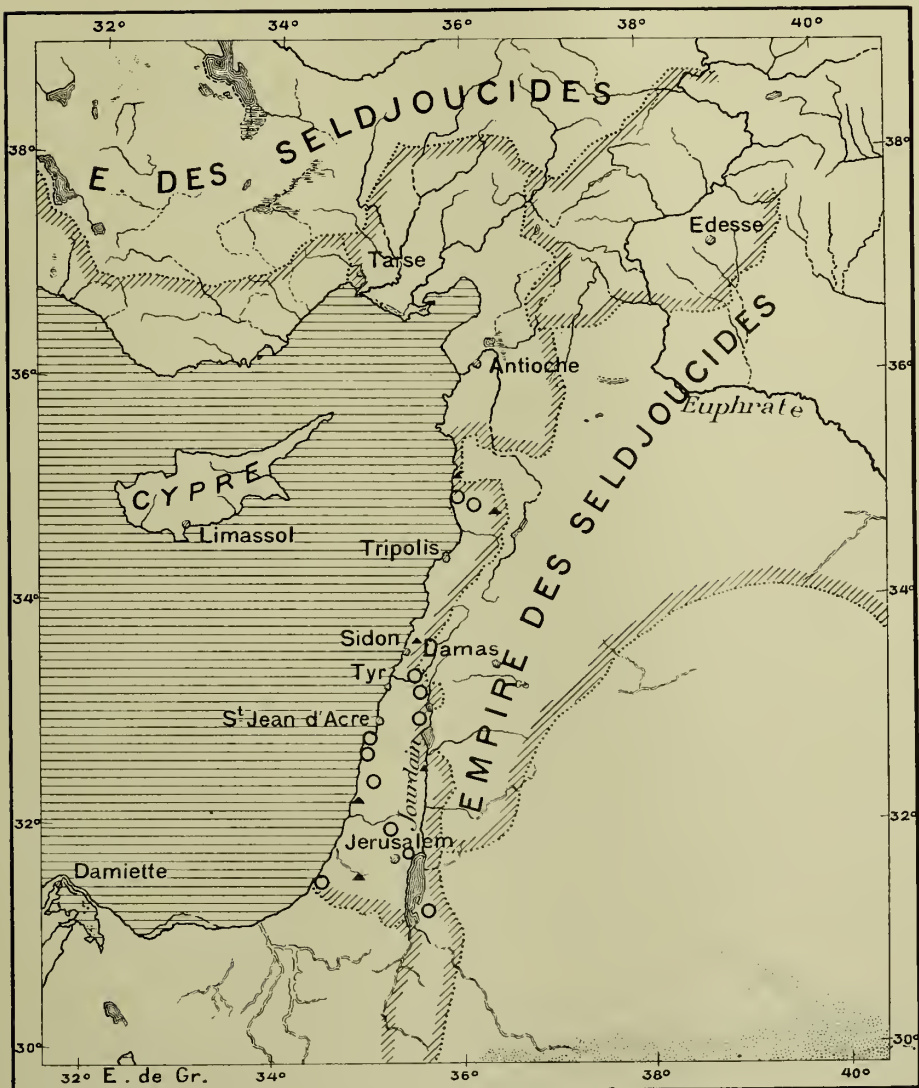 32° 34° 36° 38° 40°
E. DES SELDJOUCIDES
38° 38°
Edesse
Tarse
36° Antioche 36°
Euphrate
CYPRE
Limassol
Tripolis
EMPIRE DES SELDJOUCIDES
34° 34°
Sidon
Damas
Tyr
St Jean d'Acre
Jourdain
32° 32°
Jerusalem
Damiette
30° 30°
32° E. de Gr. 34° 36° 38° 40°